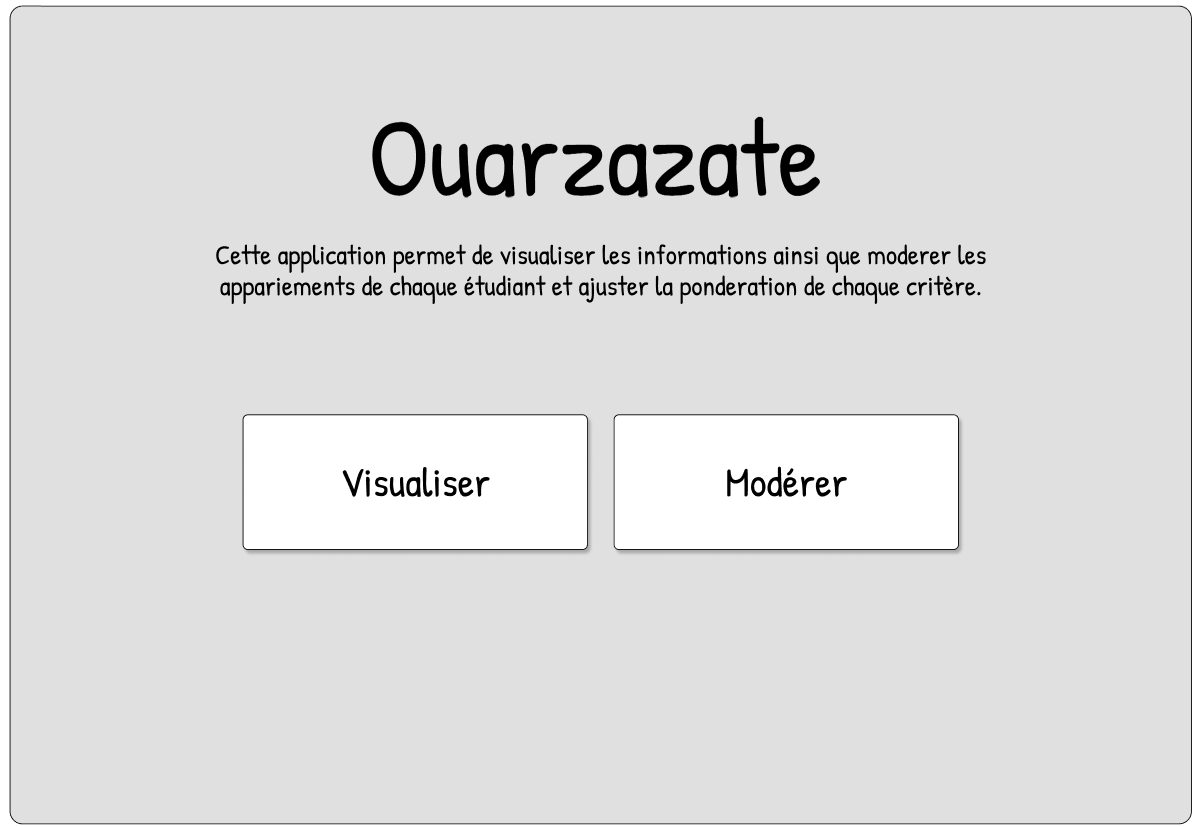 Ouarzazate
Cette application permet de visualiser les informations ainsi que moderer les
appariements de chaque étudiant et ajuster la ponderation de chaque critère.
Visualiser
Modérer